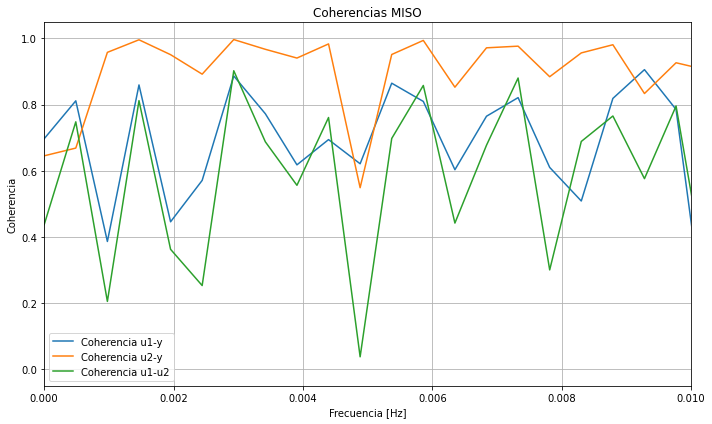 Coherencias MISO
Coherencia
1.0
0.8
0.6
0.4
0.2
0.0
Coherencia u1-y
Coherencia u2-y
Coherencia u1-u2
0.000
0.002
0.004
0.006
0.008
0.010
Frecuencia [Hz]